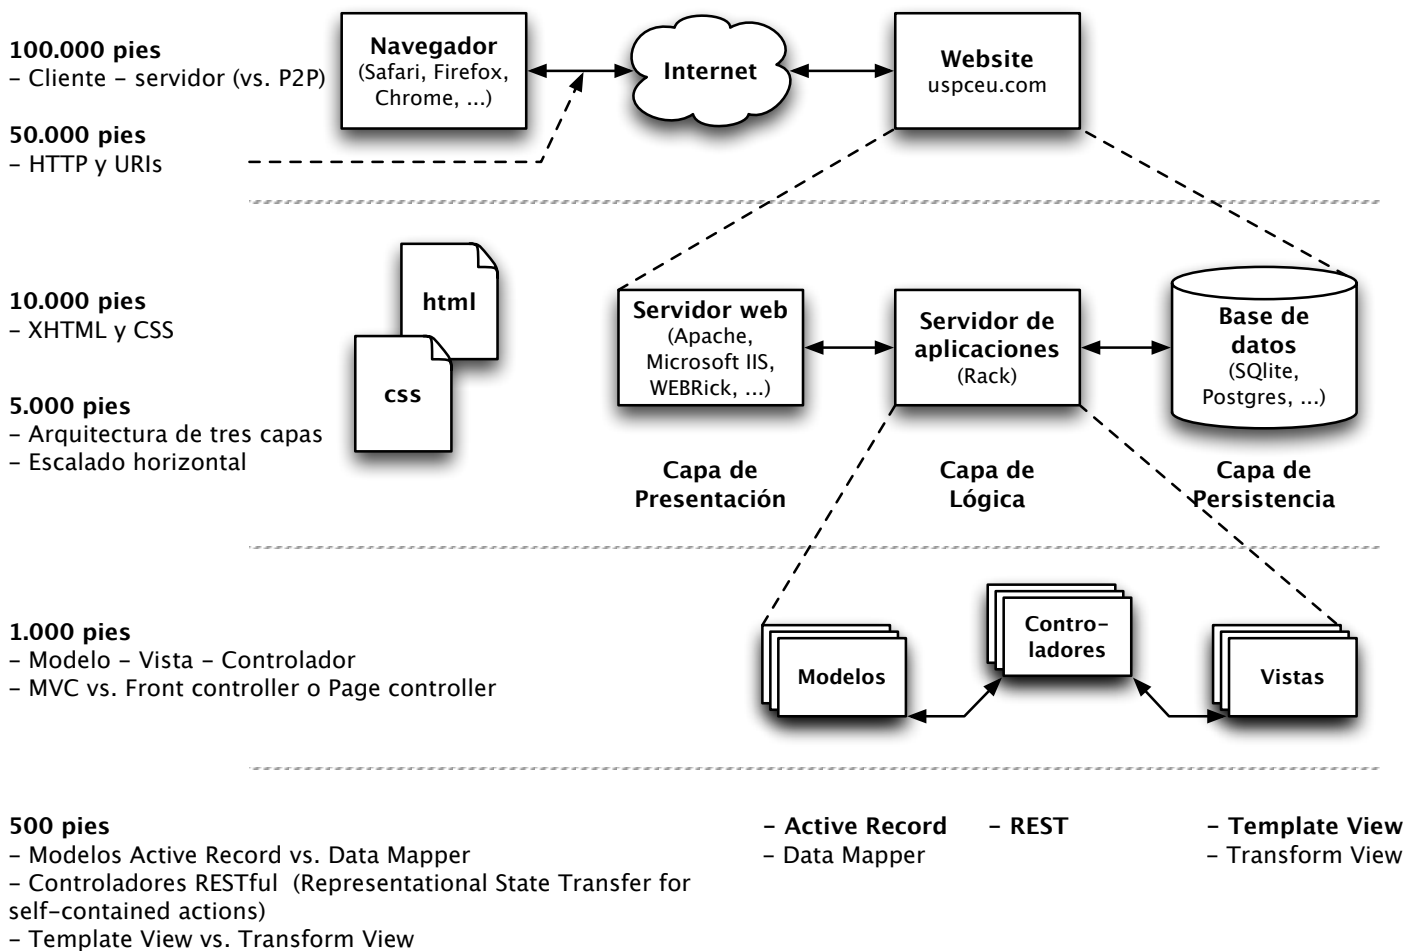 100.000 pies
– Cliente – servidor (vs. P2P)
50.000 pies
– HTTP y URIs
Navegador
(Safari, Firefox,
Chrome, ...)
Internet
Website
uspceu.com
10.000 pies
– XHTML y CSS
5.000 pies
– Arquitectura de tres capas
– Escalado horizontal
html
css
Servidor web
(Apache,
Microsoft IIS,
WEBRick, ...)
Servidor de
aplicaciones
(Rack)
Base de
datos
(SQlite,
Postgres, ...)
Capa de
Presentación
Capa de
Lógica
Capa de
Persistencia
1.000 pies
– Modelo – Vista – Controlador
– MVC vs. Front controller o Page controller
Modelos
Contro–
ladores
Vistas
500 pies
– Modelos Active Record vs. Data Mapper
– Controladores RESTful (Representational State Transfer for
self–contained actions)
– Template View vs. Transform View
– Active Record
– Data Mapper
– REST
– Template View
– Transform View